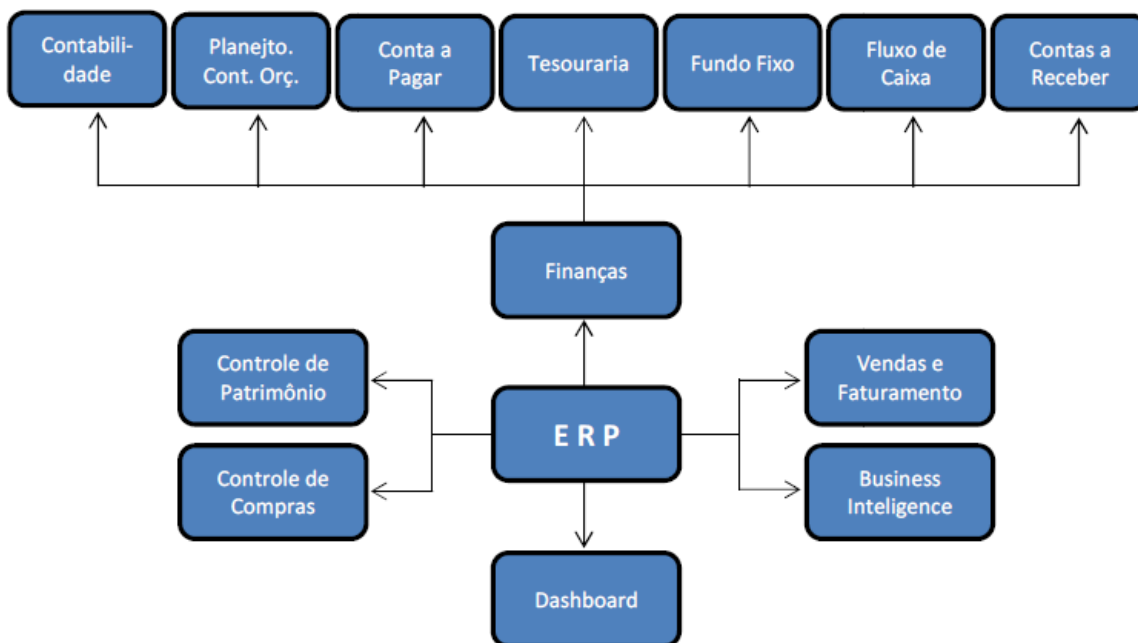 Contabili-
dade
Planejto.
Cont. Orç.
Conta a
Pagar
Tesouraria
Fundo Fixo
Fluxo de
Caixa
Contas a
Receber
Finanças
Controle de
Patrimônio
Vendas e
Faturamento
E R P
Controle de
Compras
Business
Inteligence
Dashboard